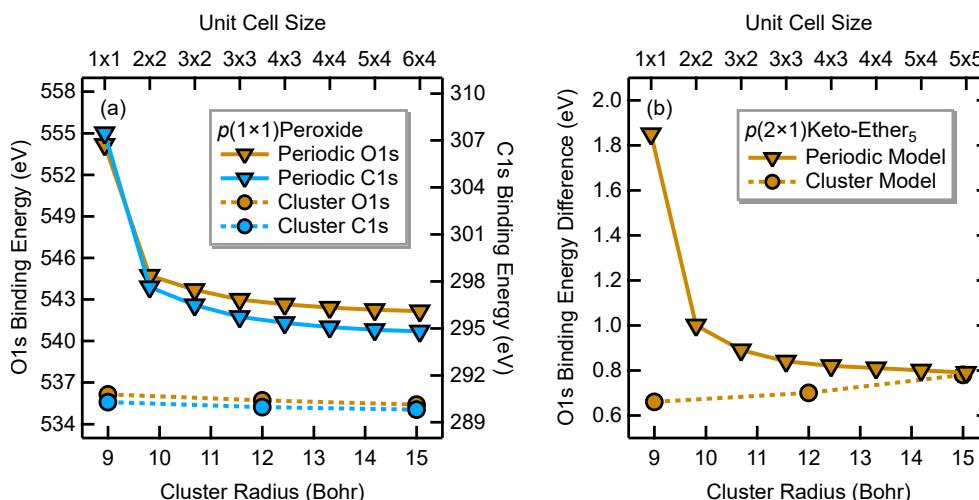 Unit Cell Size
1x1 2x2 3x2 3x3 4x3 4x4 5x4 6x4
O1s Binding Energy (eV)
558
555
552
549
546
543
540
537
534
(a)
p(1×1)Peroxide
Periodic O1s
Periodic C1s
Cluster O1s
Cluster C1s
310
307
304
301
298
295
292
289
C1s Binding Energy (eV)
9 10 11 12 13 14 15
Cluster Radius (Bohr)
Unit Cell Size
1x1 2x2 3x2 3x3 4x3 4x4 5x4 5x5
O1s Binding Energy Difference (eV)
2.0
1.8
1.6
1.4
1.2
1.0
0.8
0.6
(b)
p(2×1)Keto-Ether5
Periodic Model
Cluster Model
9 10 11 12 13 14 15
Cluster Radius (Bohr)